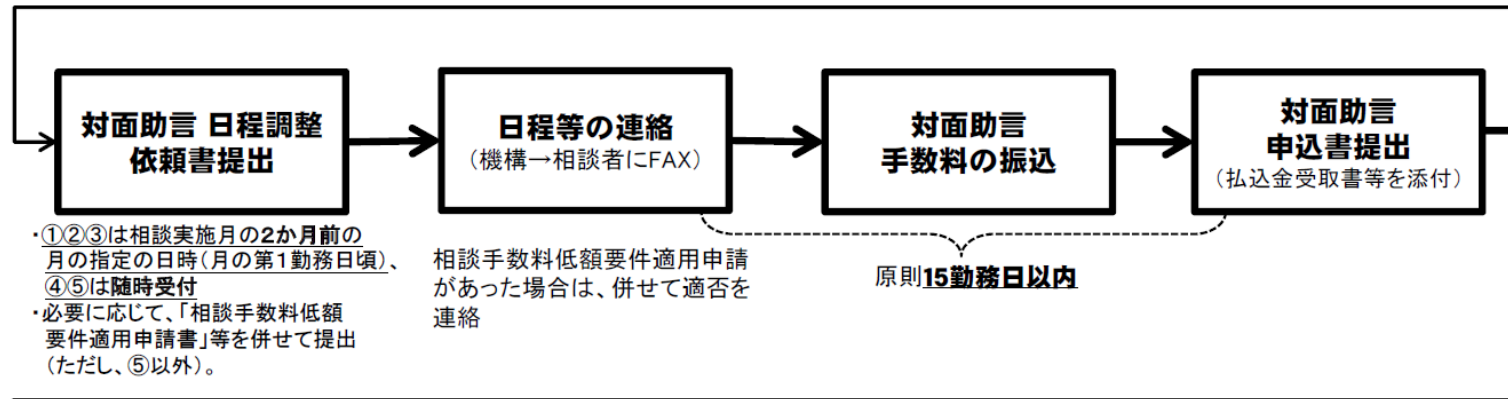 対面助言 日程調整
依頼書提出
日程等の連絡
(機構→相談者にFAX)
対面助言
手数料の振込
対面助言
申込書提出
(払込金受取書等を添付)
・①②③は相談実施月の2か月前の
月の指定の日時(月の第1勤務日頃)、
④⑤は随時受付
・必要に応じて、「相談手数料低額
要件適用申請書」等を併せて提出
(ただし、⑤以外)。
相談手数料低額要件適用申請
があった場合は、併せて適否を
連絡
原則15勤務日以内